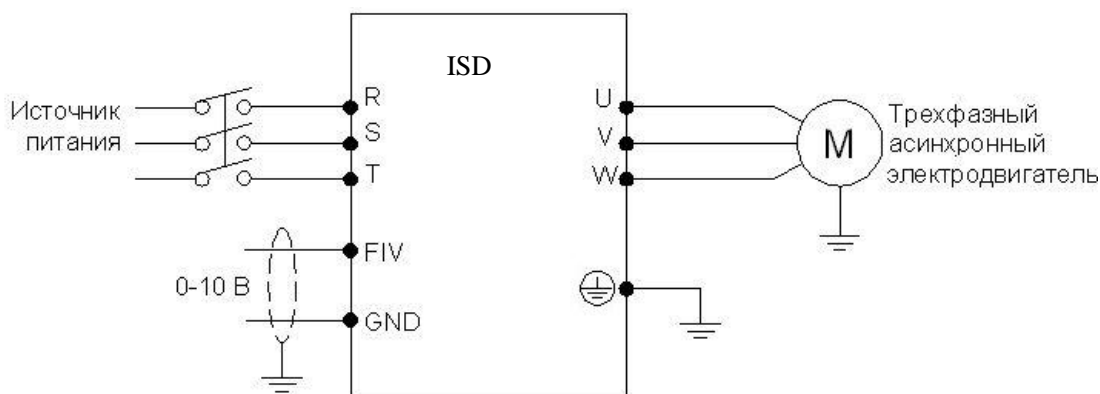 ISD
Источник
питания
R
S
T
FIV
0-10 В
GND
U
V
W
M
Трехфазный
асинхронный
электродвигатель